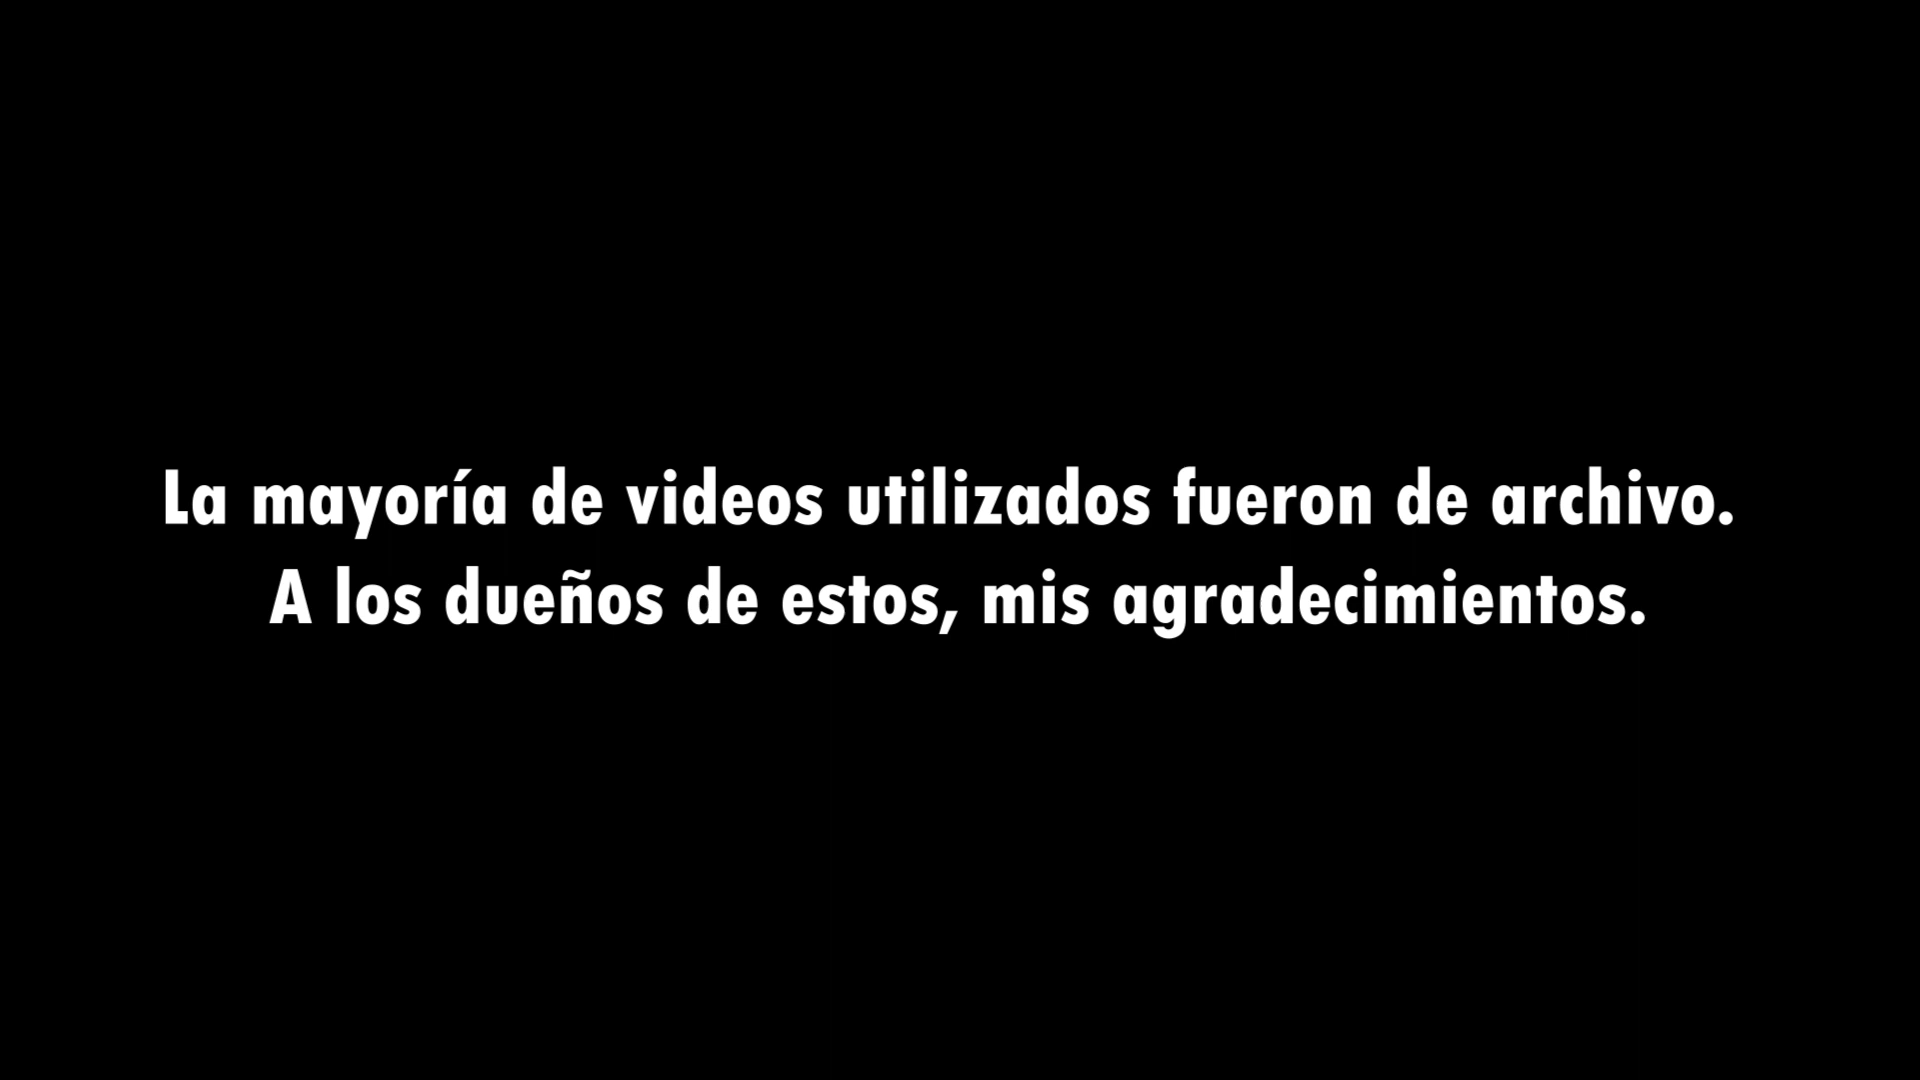 La mayoría de videos utilizados fueron de archivo.
A los dueños de estos, mis agradecimientos.